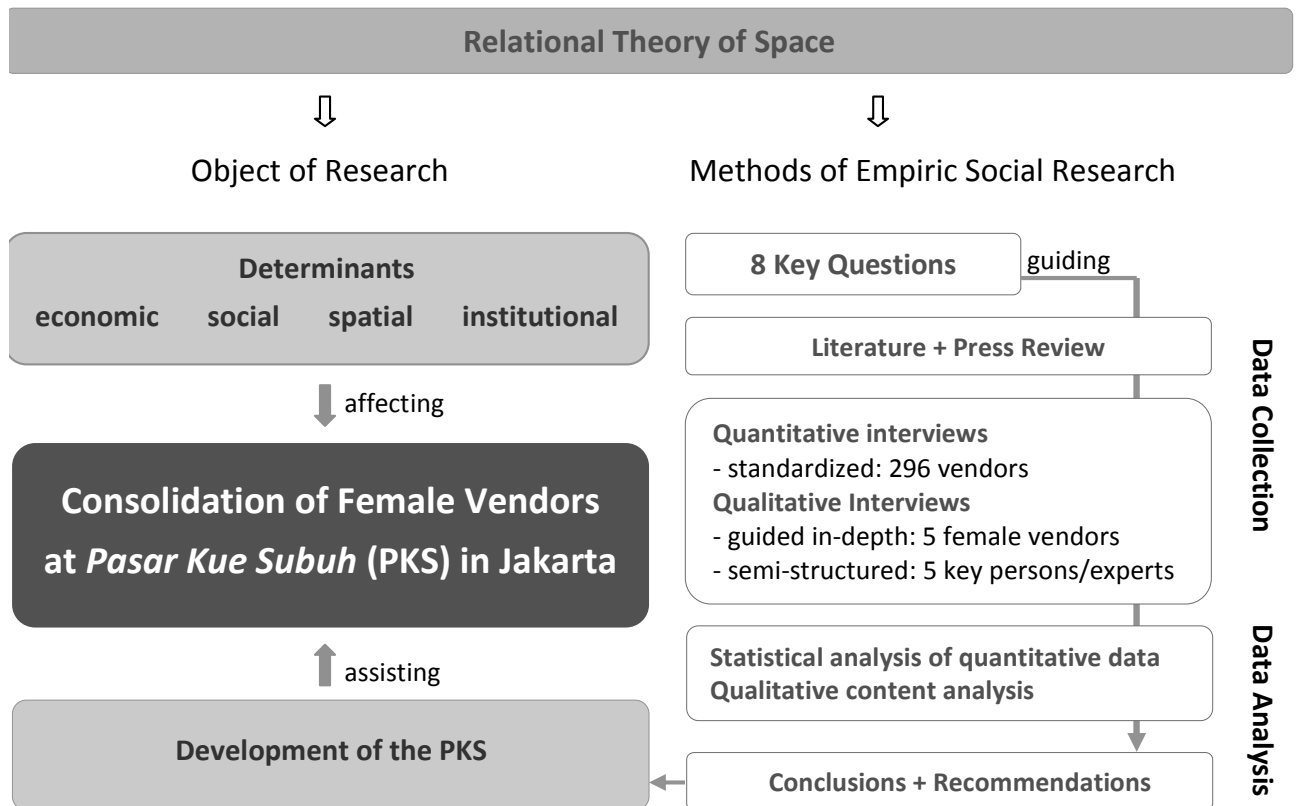 Relational Theory of Space
Object of Research
Determinants
economic social spatial institutional
affecting
Consolidation of Female Vendors
at Pasar Kue Subuh (PKS) in Jakarta
assisting
Development of the PKS
Methods of Empiric Social Research
8 Key Questions
guiding
Literature + Press Review
Quantitative interviews
- standardized: 296 vendors
Qualitative Interviews
- guided in-depth: 5 female vendors
- semi-structured: 5 key persons/experts
Statistical analysis of quantitative data
Qualitative content analysis
Conclusions + Recommendations
Data Collection
Data Analysis